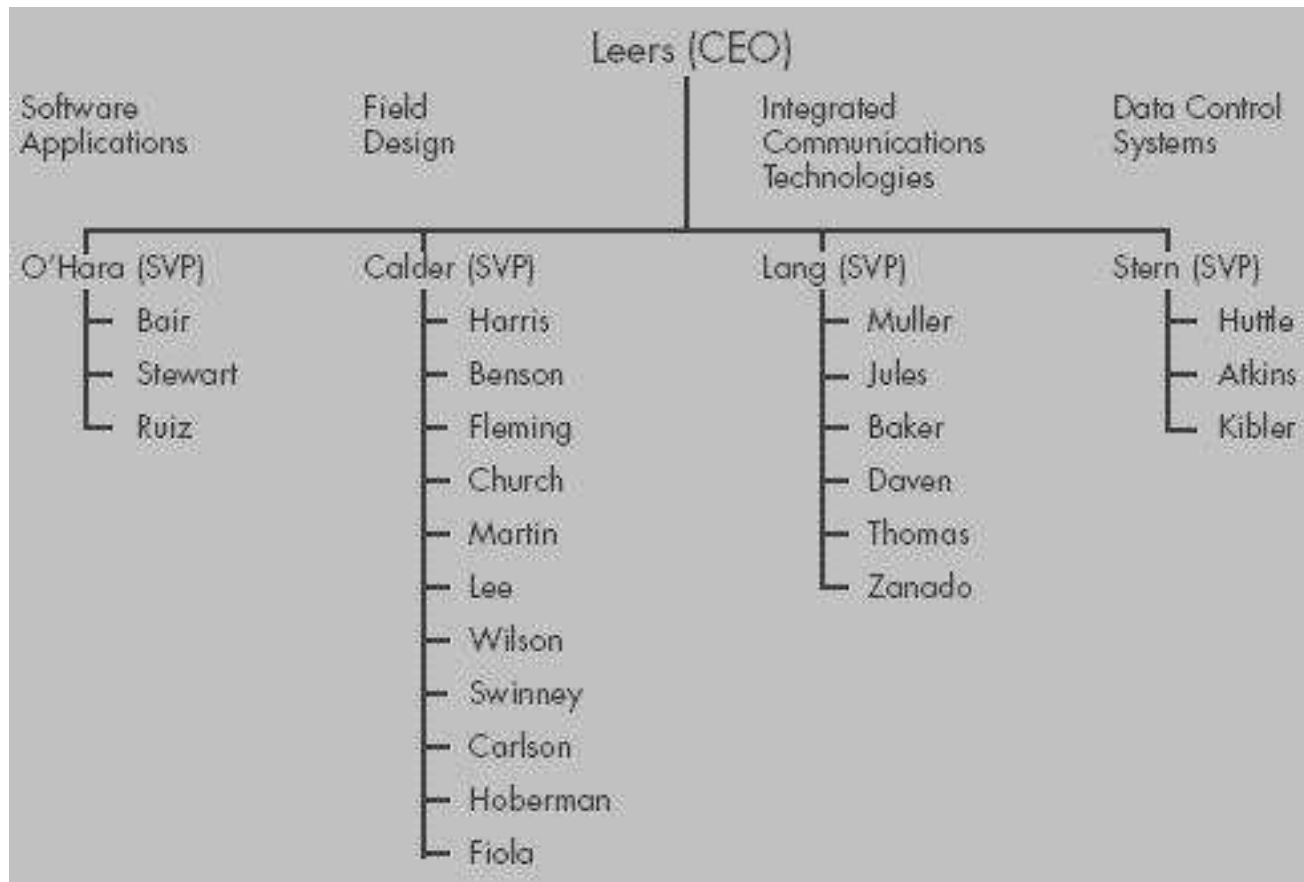 Leers (CEO)
Software
Applications
Field
Design
Integrated
Communications
Technologies
Data Control
Systems
O'Hara (SVP)
Bair
Stewart
Ruiz
Calder (SVP)
Harris
Benson
Fleming
Church
Martin
Lee
Wilson
Swinney
Carlson
Hoberman
Fiola
Lang (SVP)
Muller
Jules
Baker
Daven
Thomas
Zanado
Stern (SVP)
Huttle
Atkins
Kibler